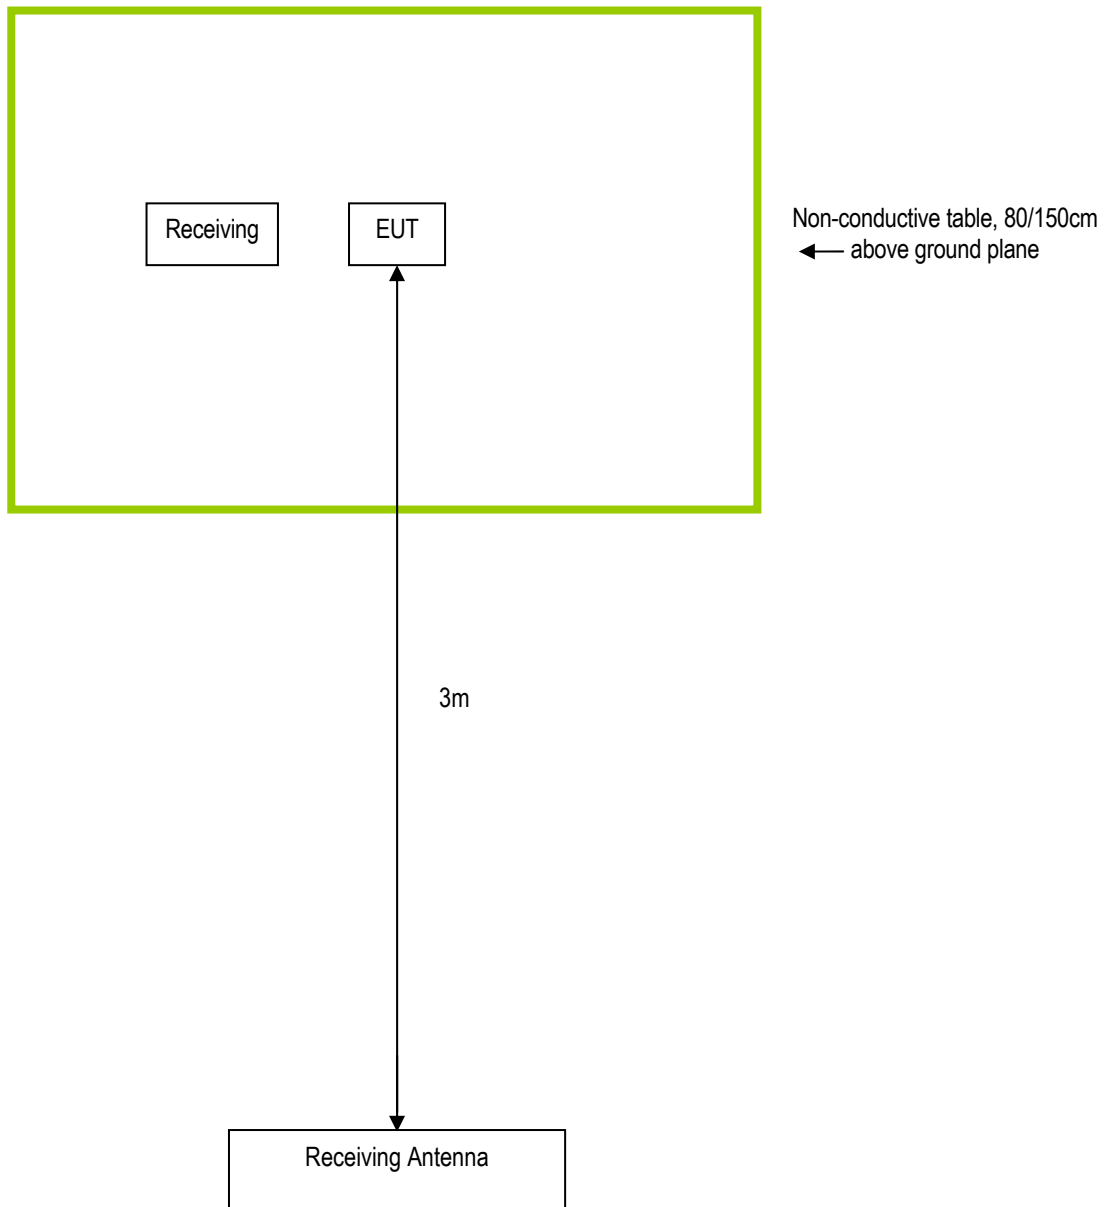 Receiving
EUT
Non-conductive table, 80/150cm
above ground plane
3m
Receiving Antenna